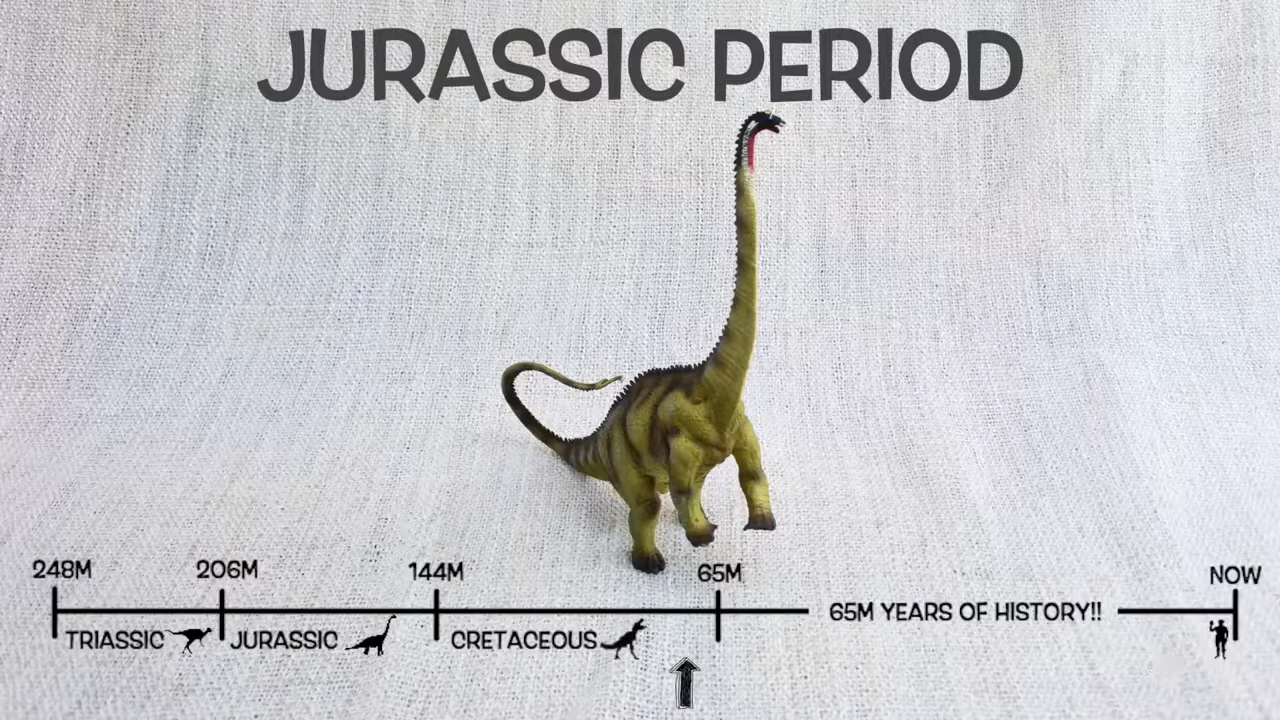 JURASSIC PERIOD
248M 206M 144M 65M NOW
65M YEARS OF HISTORY!!
TRIASSIC JURASSIC CRETACEOUS